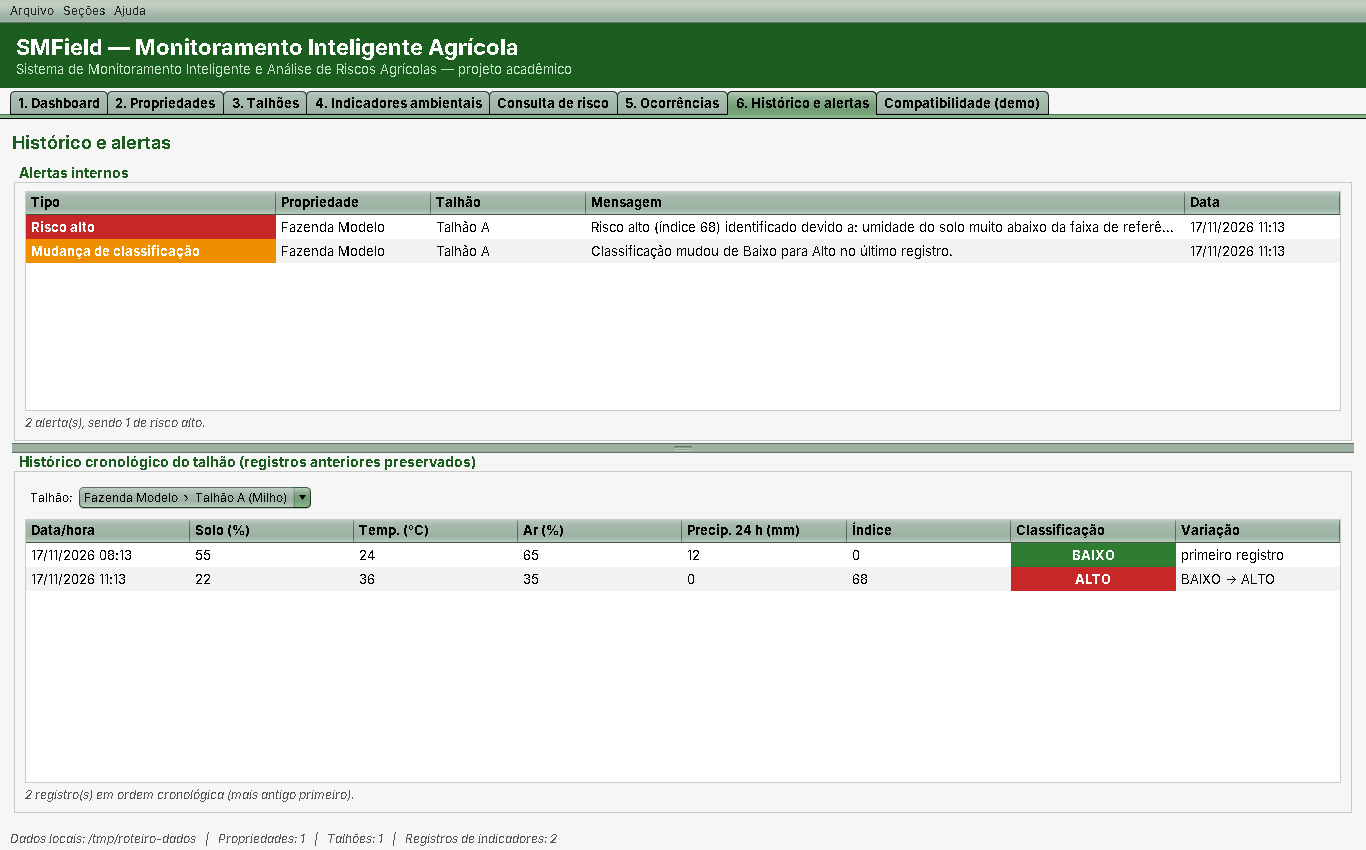 Arquivo Seções Ajuda
SMField — Monitoramento Inteligente Agrícola
Sistema de Monitoramento Inteligente e Análise de Riscos Agrícolas — projeto acadêmico
1. Dashboard 2. Propriedades 3. Talhões 4. Indicadores ambientais Consulta de risco 5. Ocorrências 6. Histórico e alertas Compatibilidade (demo)
Histórico e alertas
Alertas internos
Tipo Propriedade Talhão Mensagem Data
Risco alto Fazenda Modelo Talhão A Risco alto (índice 68) identificado devido a: umidade do solo muito abaixo da faixa de referê... 17/11/2026 11:13
Mudança de classificação Fazenda Modelo Talhão A Classificação mudou de Baixo para Alto no último registro. 17/11/2026 11:13
2 alerta(s), sendo 1 de risco alto.
Histórico cronológico do talhão (registros anteriores preservados)
Talhão: Fazenda Modelo › Talhão A (Milho)
Data/hora Solo (%) Temp. (°C) Ar (%) Precip. 24 h (mm) Índice Classificação Variação
17/11/2026 08:13 55 24 65 12 0 BAIXO primeiro registro
17/11/2026 11:13 22 36 35 0 68 ALTO BAIXO → ALTO
2 registro(s) em ordem cronológica (mais antigo primeiro).
Dados locais: /tmp/roteiro-dados | Propriedades: 1 | Talhões: 1 | Registros de indicadores: 2